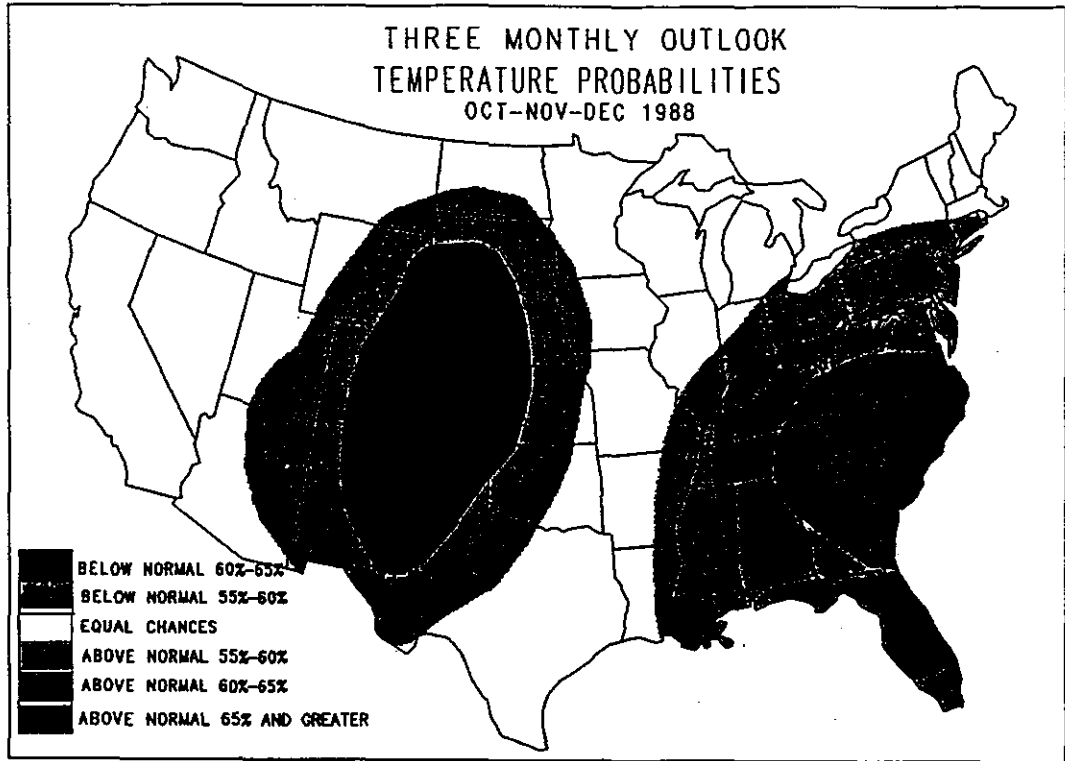 THREE MONTHLY OUTLOOK
TEMPERATURE PROBABILITIES
OCT-NOV-DEC 1988
BELOW NORMAL 60%-65%
BELOW NORMAL 55%-60%
EQUAL CHANCES
ABOVE NORMAL 55%-60%
ABOVE NORMAL 60%-65%
ABOVE NORMAL 65% AND GREATER